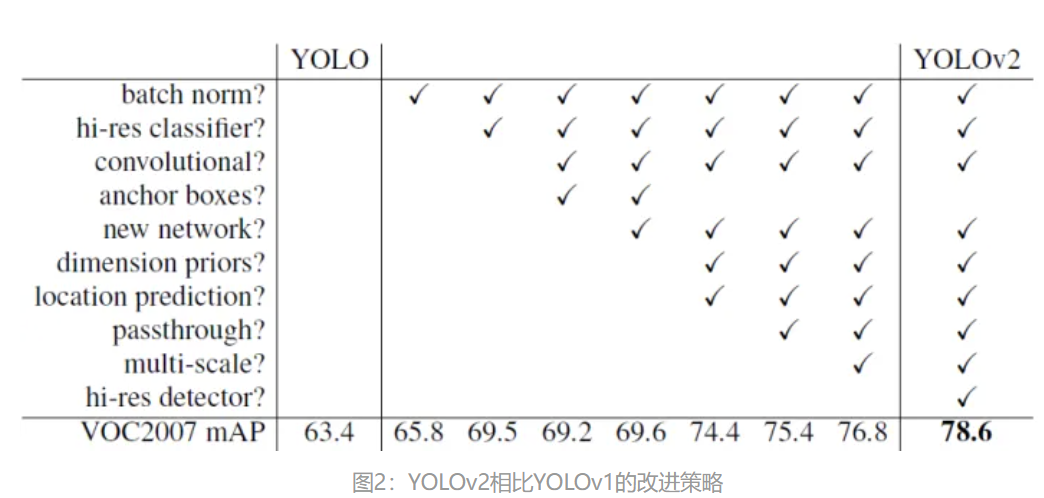 YOLO YOLOv2
batch norm? ✓ ✓ ✓ ✓ ✓ ✓ ✓ ✓
hi-res classifier? ✓ ✓ ✓ ✓ ✓ ✓ ✓
convolutional? ✓ ✓ ✓ ✓ ✓ ✓
anchor boxes? ✓ ✓
new network? ✓ ✓ ✓ ✓ ✓
dimension priors? ✓ ✓ ✓ ✓
location prediction? ✓ ✓ ✓ ✓
passthrough? ✓ ✓ ✓
multi-scale? ✓ ✓
hi-res detector? ✓
VOC2007 mAP 63.4 65.8 69.5 69.2 69.6 74.4 75.4 76.8 78.6
图2：YOLOv2相比YOLOv1的改进策略